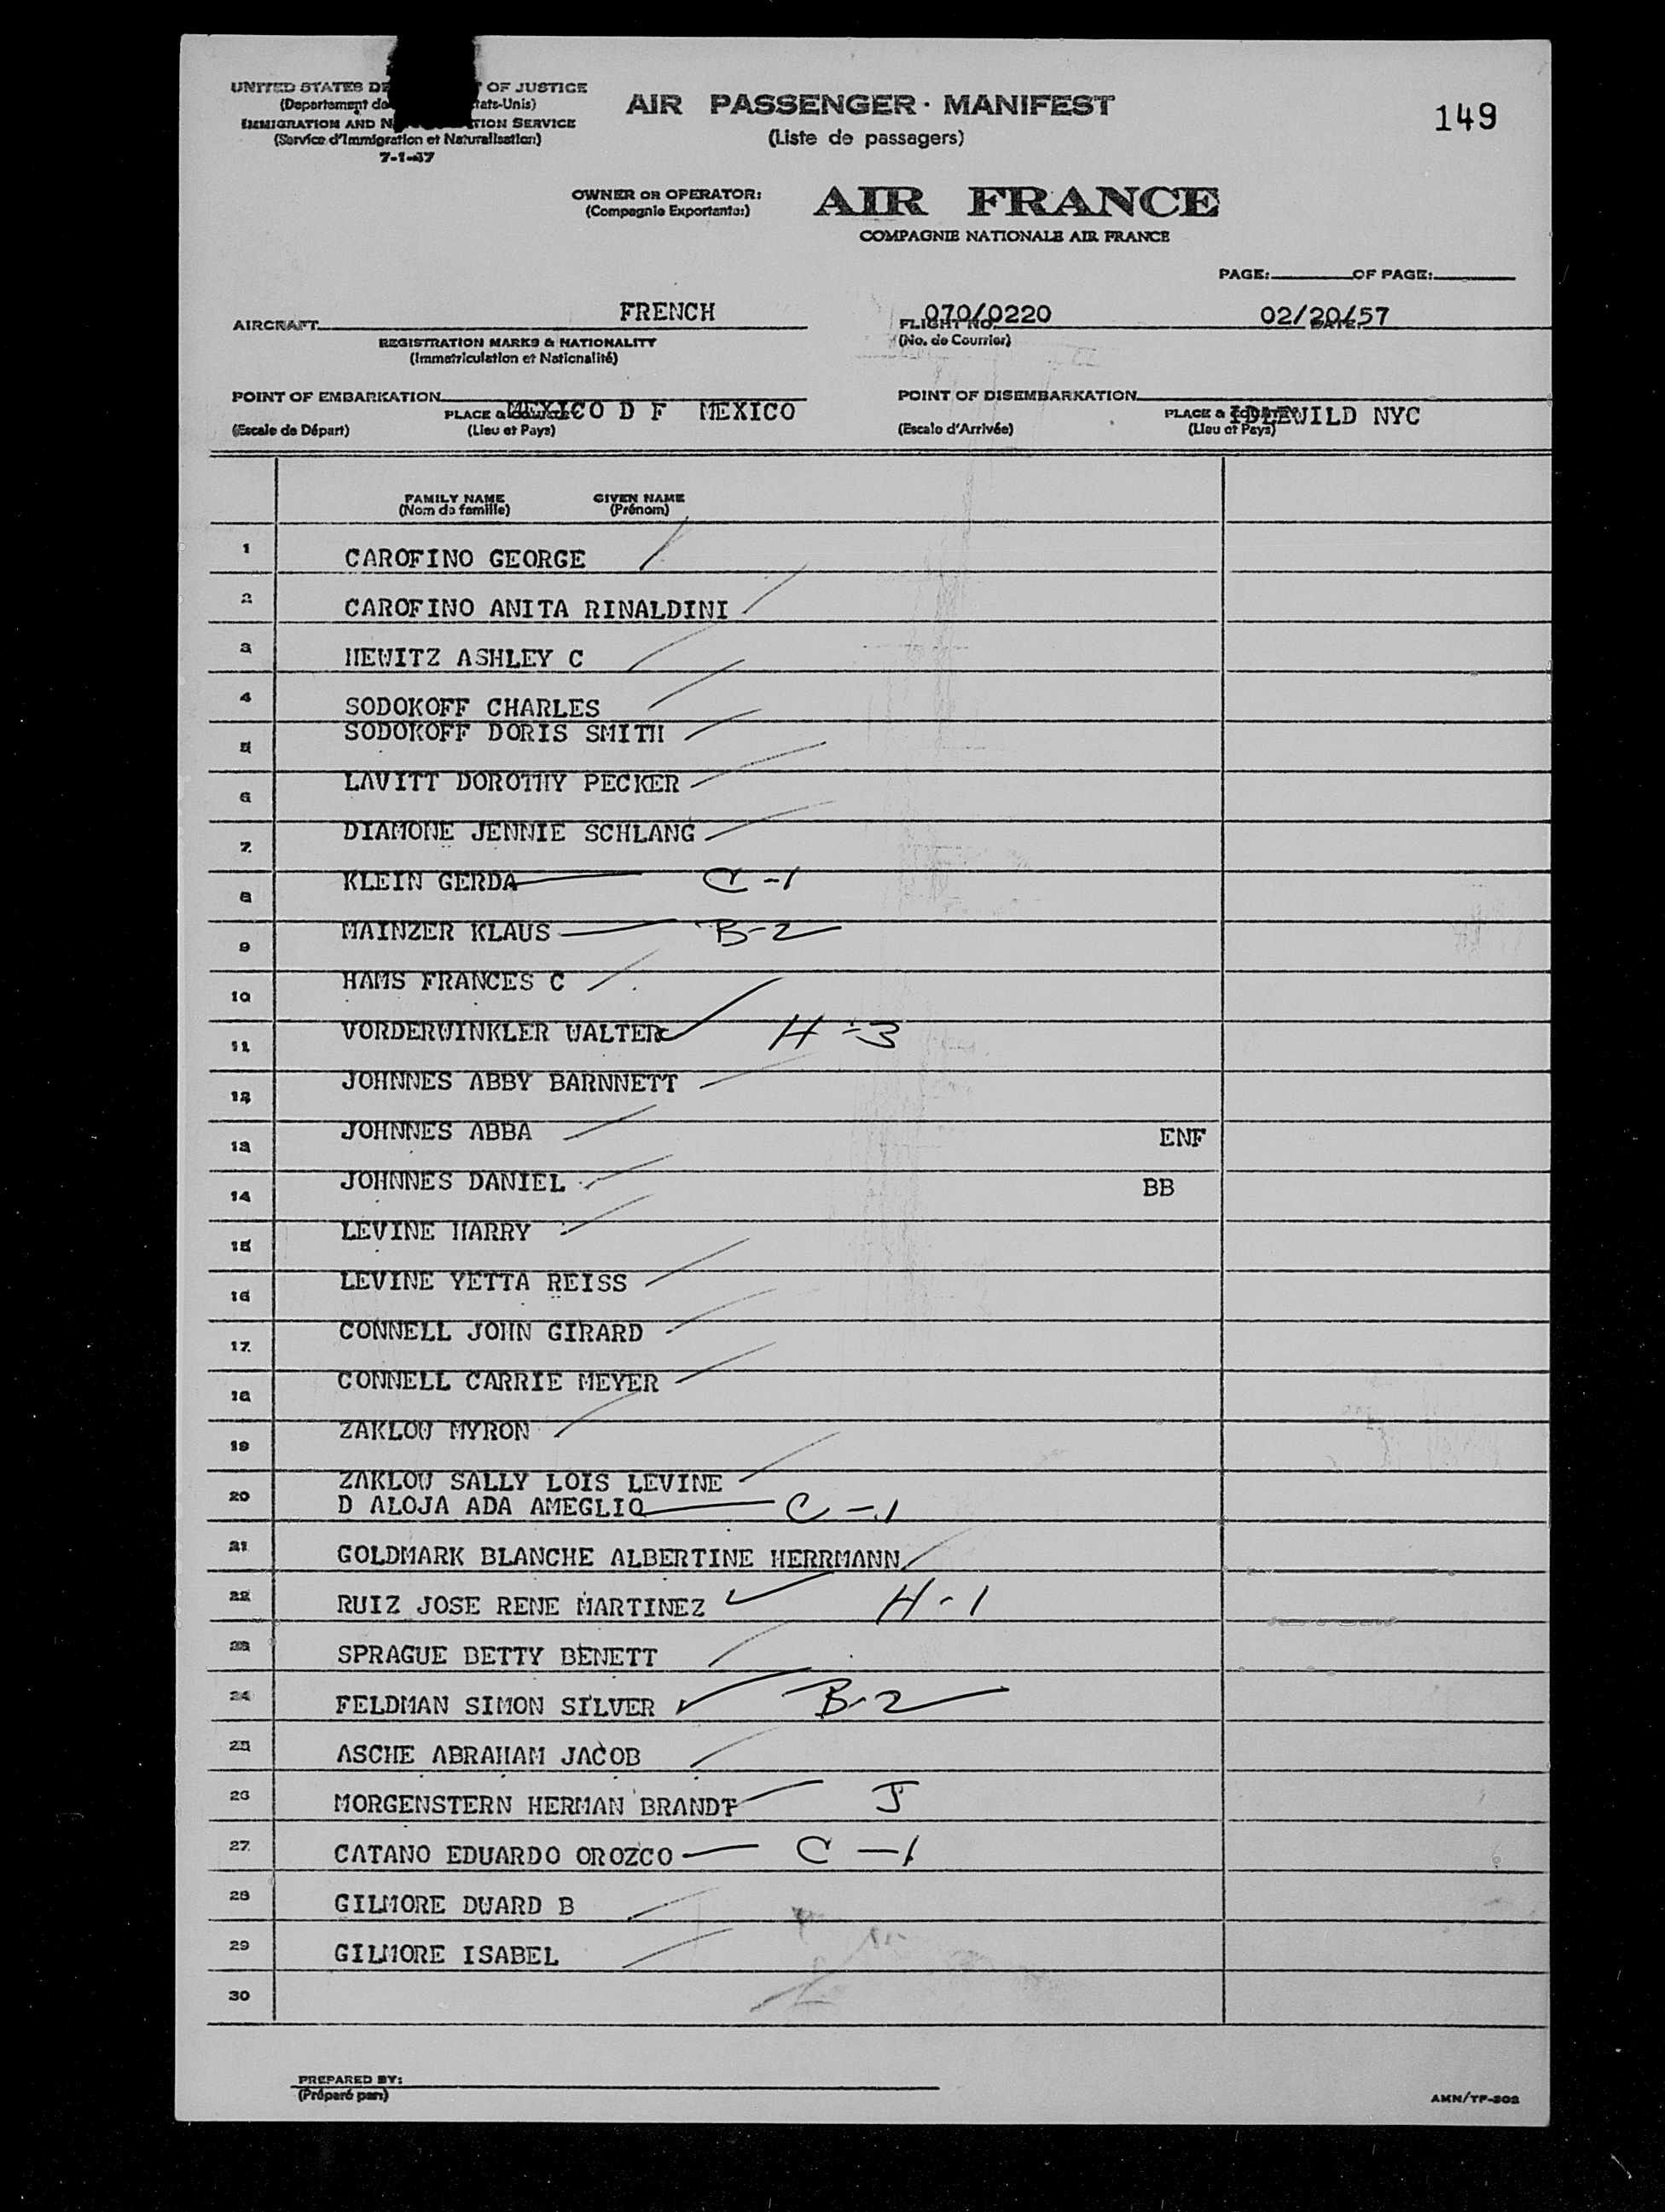 UNITED STATES DE OF JUSTICE
(Departement de tats-Unis)
IMMIGRATION AND N TION SERVICE
(Service d'Immigration et Naturalisation)
7-1-47
AIR PASSENGER MANIFEST
(Liste de passagers)
149
OWNER OR OPERATOR:
(Compagnie Exportante:)
AIR FRANCE
COMPAGNIE NATIONALE AIR FRANCE
PAGE: OF PAGE:
AIRCRAFT FRENCH
REGISTRATION MARKS & NATIONALITY
(Immatriculation et Nationalité)
070/0220
FLIGHT NO.
(No. de Courrier)
02/20/57
DATE
POINT OF EMBARKATION
(Escale de Départ)
MEXICO D F MEXICO
PLACE & COUNTRY
(Lieu et Pays)
POINT OF DISEMBARKATION
(Escale d'Arrivée)
IDLEWILD NYC
PLACE & COUNTRY
(Lieu et Pays)
FAMILY NAME GIVEN NAME
(Nom de famille) (Prénom)
1 CAROFINO GEORGE
2 CAROFINO ANITA RINALDINI
3 HEWITZ ASHLEY C
4 SODOKOFF CHARLES
5 SODOKOFF DORIS SMITH
6 LAVITT DOROTHY PECKER
7 DIAMONE JENNIE SCHLANG
8 KLEIN GERDA C-1
9 MAINZER KLAUS B-2
10 HAMS FRANCES C
11 VORDERWINKLER WALTER H-3
12 JOHNNES ABBY BARNNETT
13 JOHNNES ABBA ENF
14 JOHNNES DANIEL BB
15 LEVINE HARRY
16 LEVINE YETTA REISS
17 CONNELL JOHN GIRARD
18 CONNELL CARRIE MEYER
19 ZAKLOW MYRON
20 ZAKLOW SALLY LOIS LEVINE
D ALOJA ADA AMEGLIO C-1
21 GOLDMARK BLANCHE ALBERTINE HERRMANN
22 RUIZ JOSE RENE MARTINEZ H-1
23 SPRAGUE BETTY BENETT
24 FELDMAN SIMON SILVER B-2
25 ASCHE ABRAHAM JACOB
26 MORGENSTERN HERMAN BRANDT J
27 CATANO EDUARDO OROZCO C-1
28 GILMORE DWARD B
29 GILMORE ISABEL
30
PREPARED BY:
(Préparé par:)
AMN/TF-302